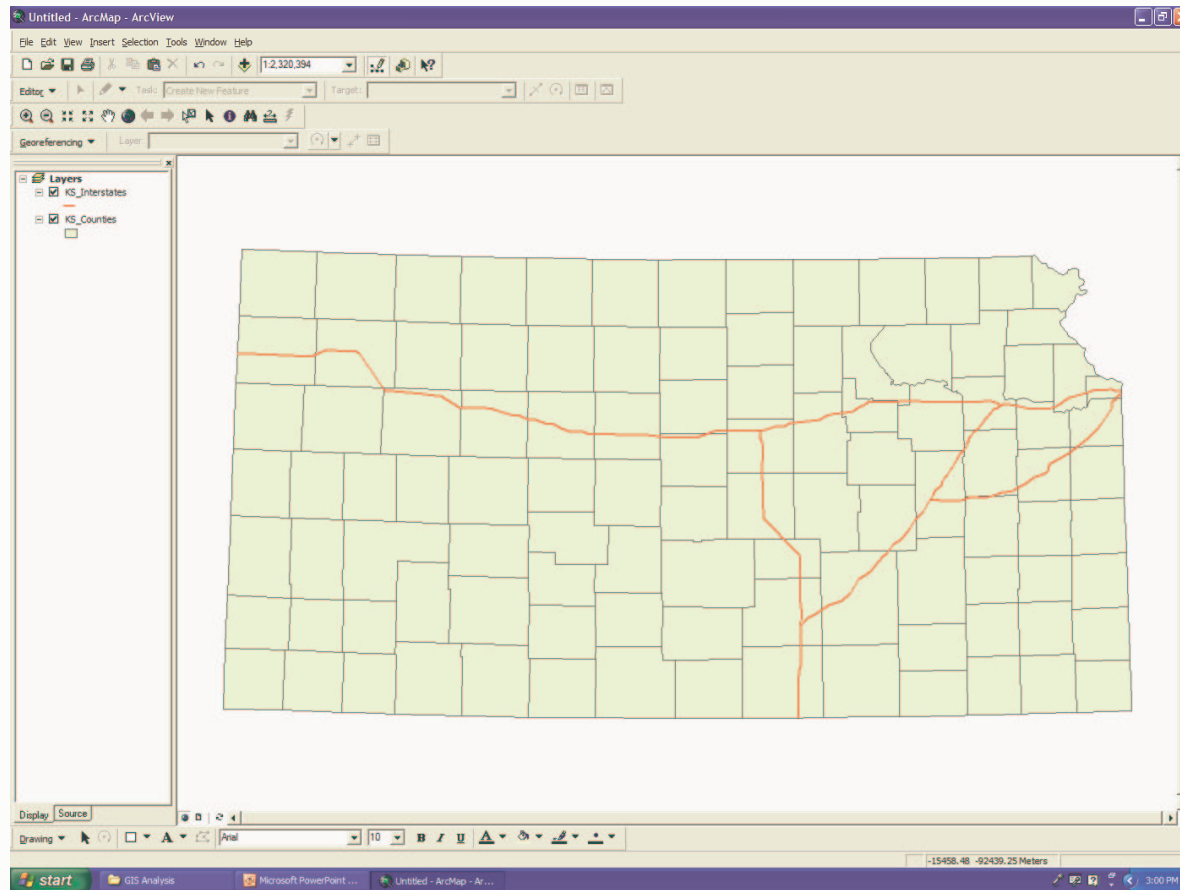 Untitled - ArcMap - ArcView
File Edit View Insert Selection Tools Window Help
1:2,320,394
Editor Task: Create New Feature Target:
Georeferencing Layer:
Layers
KS_Interstates
KS_Counties
Display Source
Drawing A Arial 10 B I U A
-15458.48 -92439.25 Meters
start GIS Analysis Microsoft PowerPoint ... Untitled - ArcMap - Ar... 3:00 PM